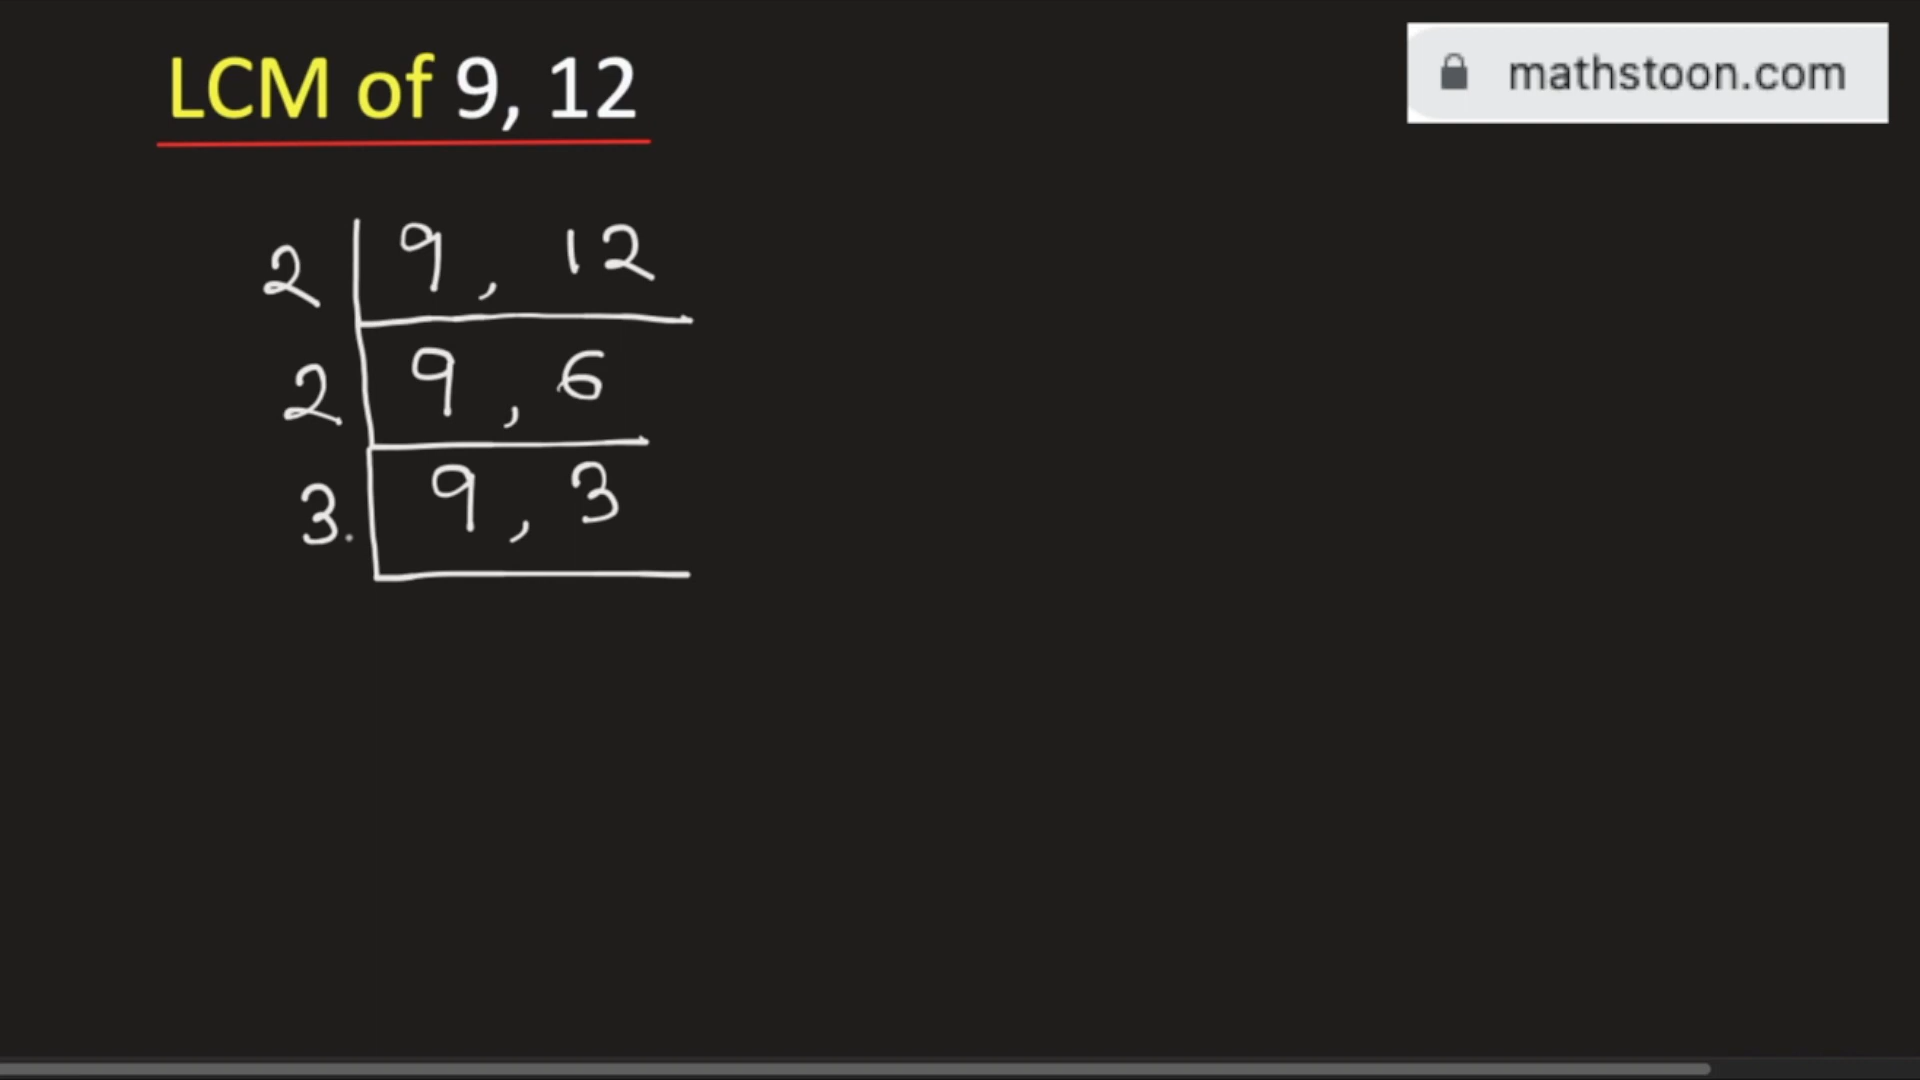 LCM of 9, 12
mathstoon.com
2 | 9, 12
2 | 9, 6
3. | 9, 3